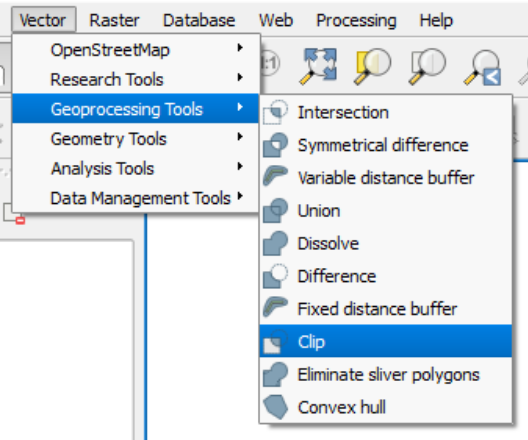 Vector Raster Database Web Processing Help
OpenStreetMap
Research Tools
Geoprocessing Tools
Geometry Tools
Analysis Tools
Data Management Tools
Intersection
Symmetrical difference
Variable distance buffer
Union
Dissolve
Difference
Fixed distance buffer
Clip
Eliminate sliver polygons
Convex hull